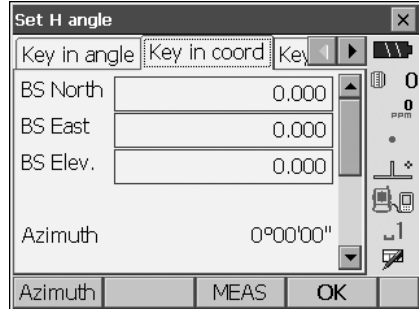 Set H angle
Key in angle Key in coord Key
BS North 0.000
BS East 0.000
BS Elev. 0.000
Azimuth 0°00'00"
Azimuth MEAS OK
0
0
PPM
1